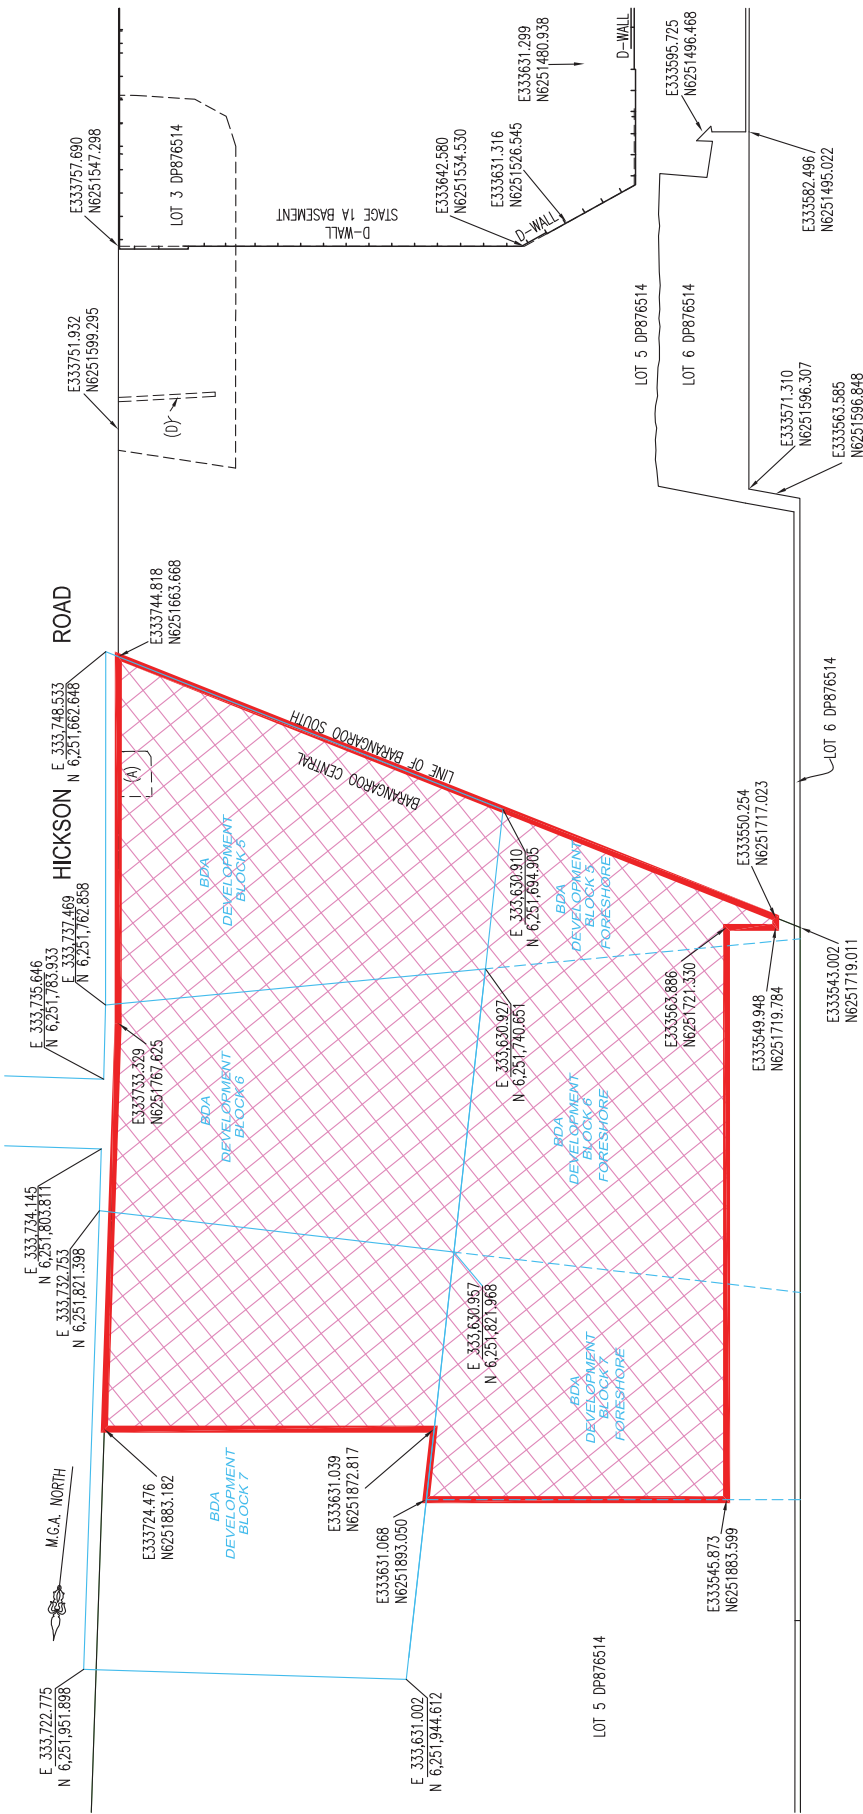 E333757.690
N6251547.298
LOT 3 DP876514
D-WALL
STAGE 1A BASEMENT
E333642.580
N6251534.530
E333631.316
N6251526.545
D-WALL
E333631.299
N6251480.938
D-WALL
E333595.725
N6251496.468
E333582.496
N6251495.022
E333751.932
N6251599.295
(D)
LOT 5 DP876514
LOT 6 DP876514
E333571.310
N6251596.307
E333563.585
N6251596.848
HICKSON ROAD
E333744.818
N6251663.668
E 333,748.533
N 6,251,662.648
(A)
LINE OF BARANGAROO SOUTH
BARANGAROO CENTRAL
LOT 6 DP876514
E333550.254
N6251717.023
E 333,737.469
N 6,251,762.858
E 333,735.646
N 6,251,783.933
BDA
DEVELOPMENT
BLOCK 5
E 333,630.910
N 6,251,694.905
BDA
DEVELOPMENT
BLOCK 5
FORESHORE
E333543.002
N6251719.011
E333549.948
N6251719.784
E333563.886
N6251721.330
E 333,630.927
N 6,251,740.651
E333733.329
N6251767.625
BDA
DEVELOPMENT
BLOCK 6
BDA
DEVELOPMENT
BLOCK 6
FORESHORE
E 333,734.145
N 6,251,803.811
E 333,732.753
N 6,251,821.398
E 333,630.957
N 6,251,821.968
BDA
DEVELOPMENT
BLOCK 7
FORESHORE
M.G.A. NORTH
E333724.476
N6251883.182
BDA
DEVELOPMENT
BLOCK 7
E333631.039
N6251872.817
E333631.068
N6251893.050
E333545.873
N6251883.599
E 333,722.775
N 6,251,951.898
E 333,631.002
N 6,251,944.612
LOT 5 DP876514